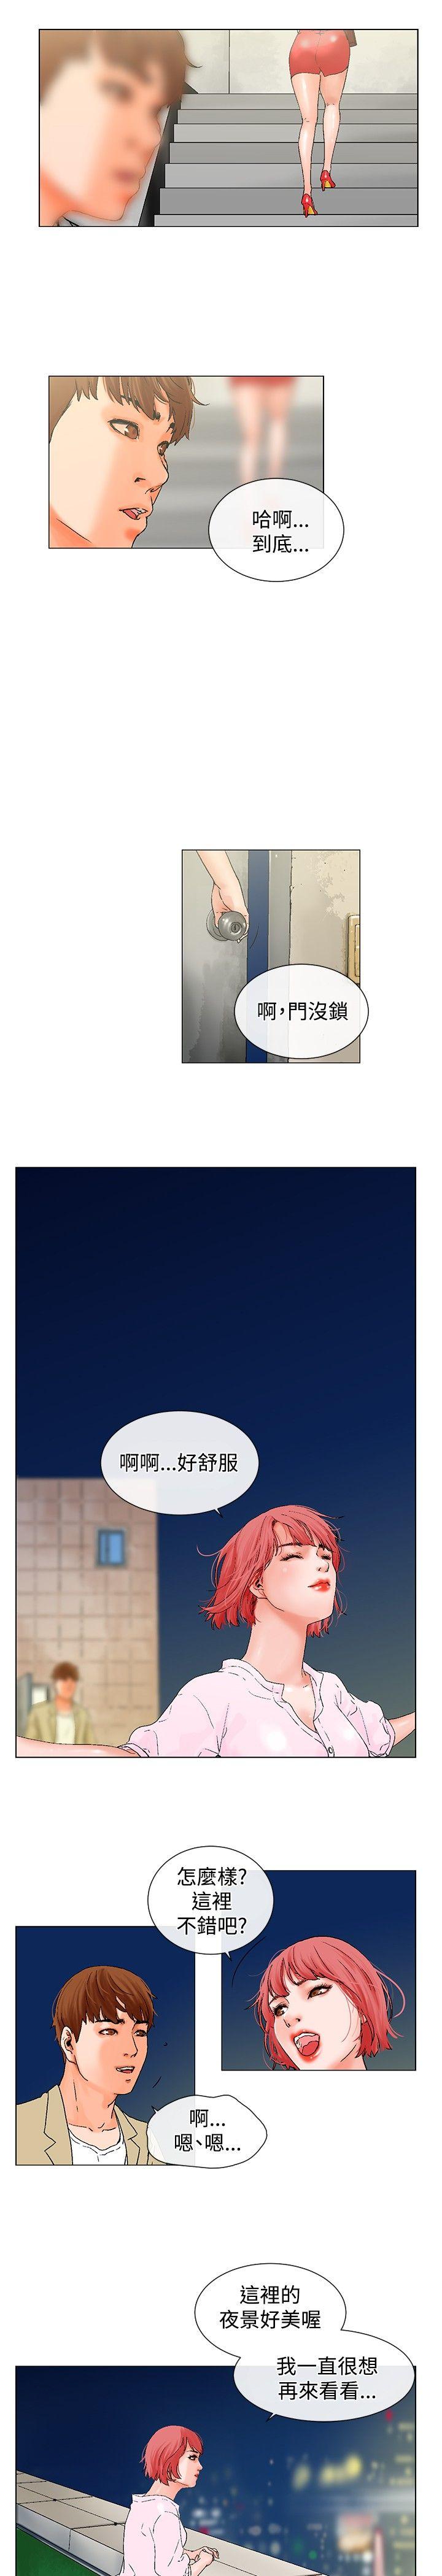 哈啊…
到底…
啊，門沒鎖
啊啊…好舒服
怎麼樣?
這裡
不錯吧?
啊…
嗯、嗯…
這裡的
夜景好美喔
我一直很想
再來看看…